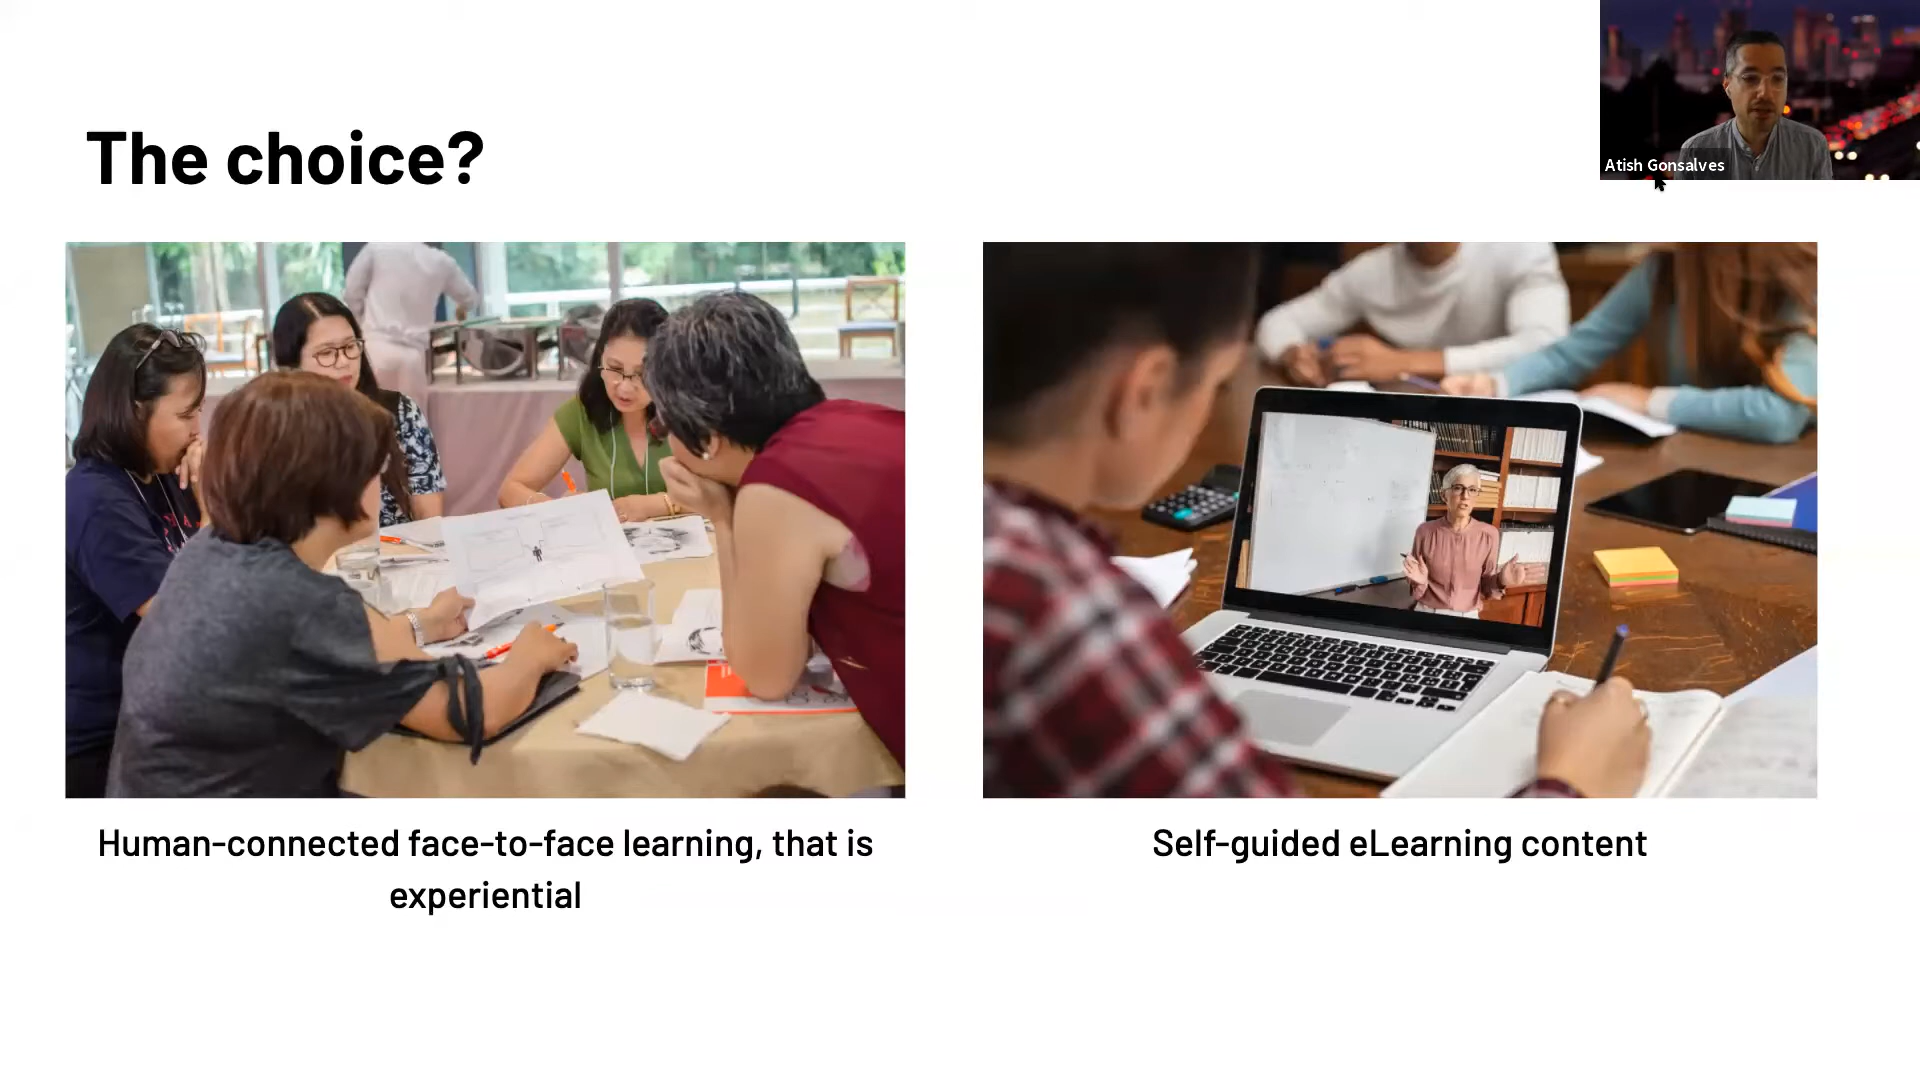 The choice?
Atish Gonsalves
Human-connected face-to-face learning, that is
experiential
Self-guided eLearning content